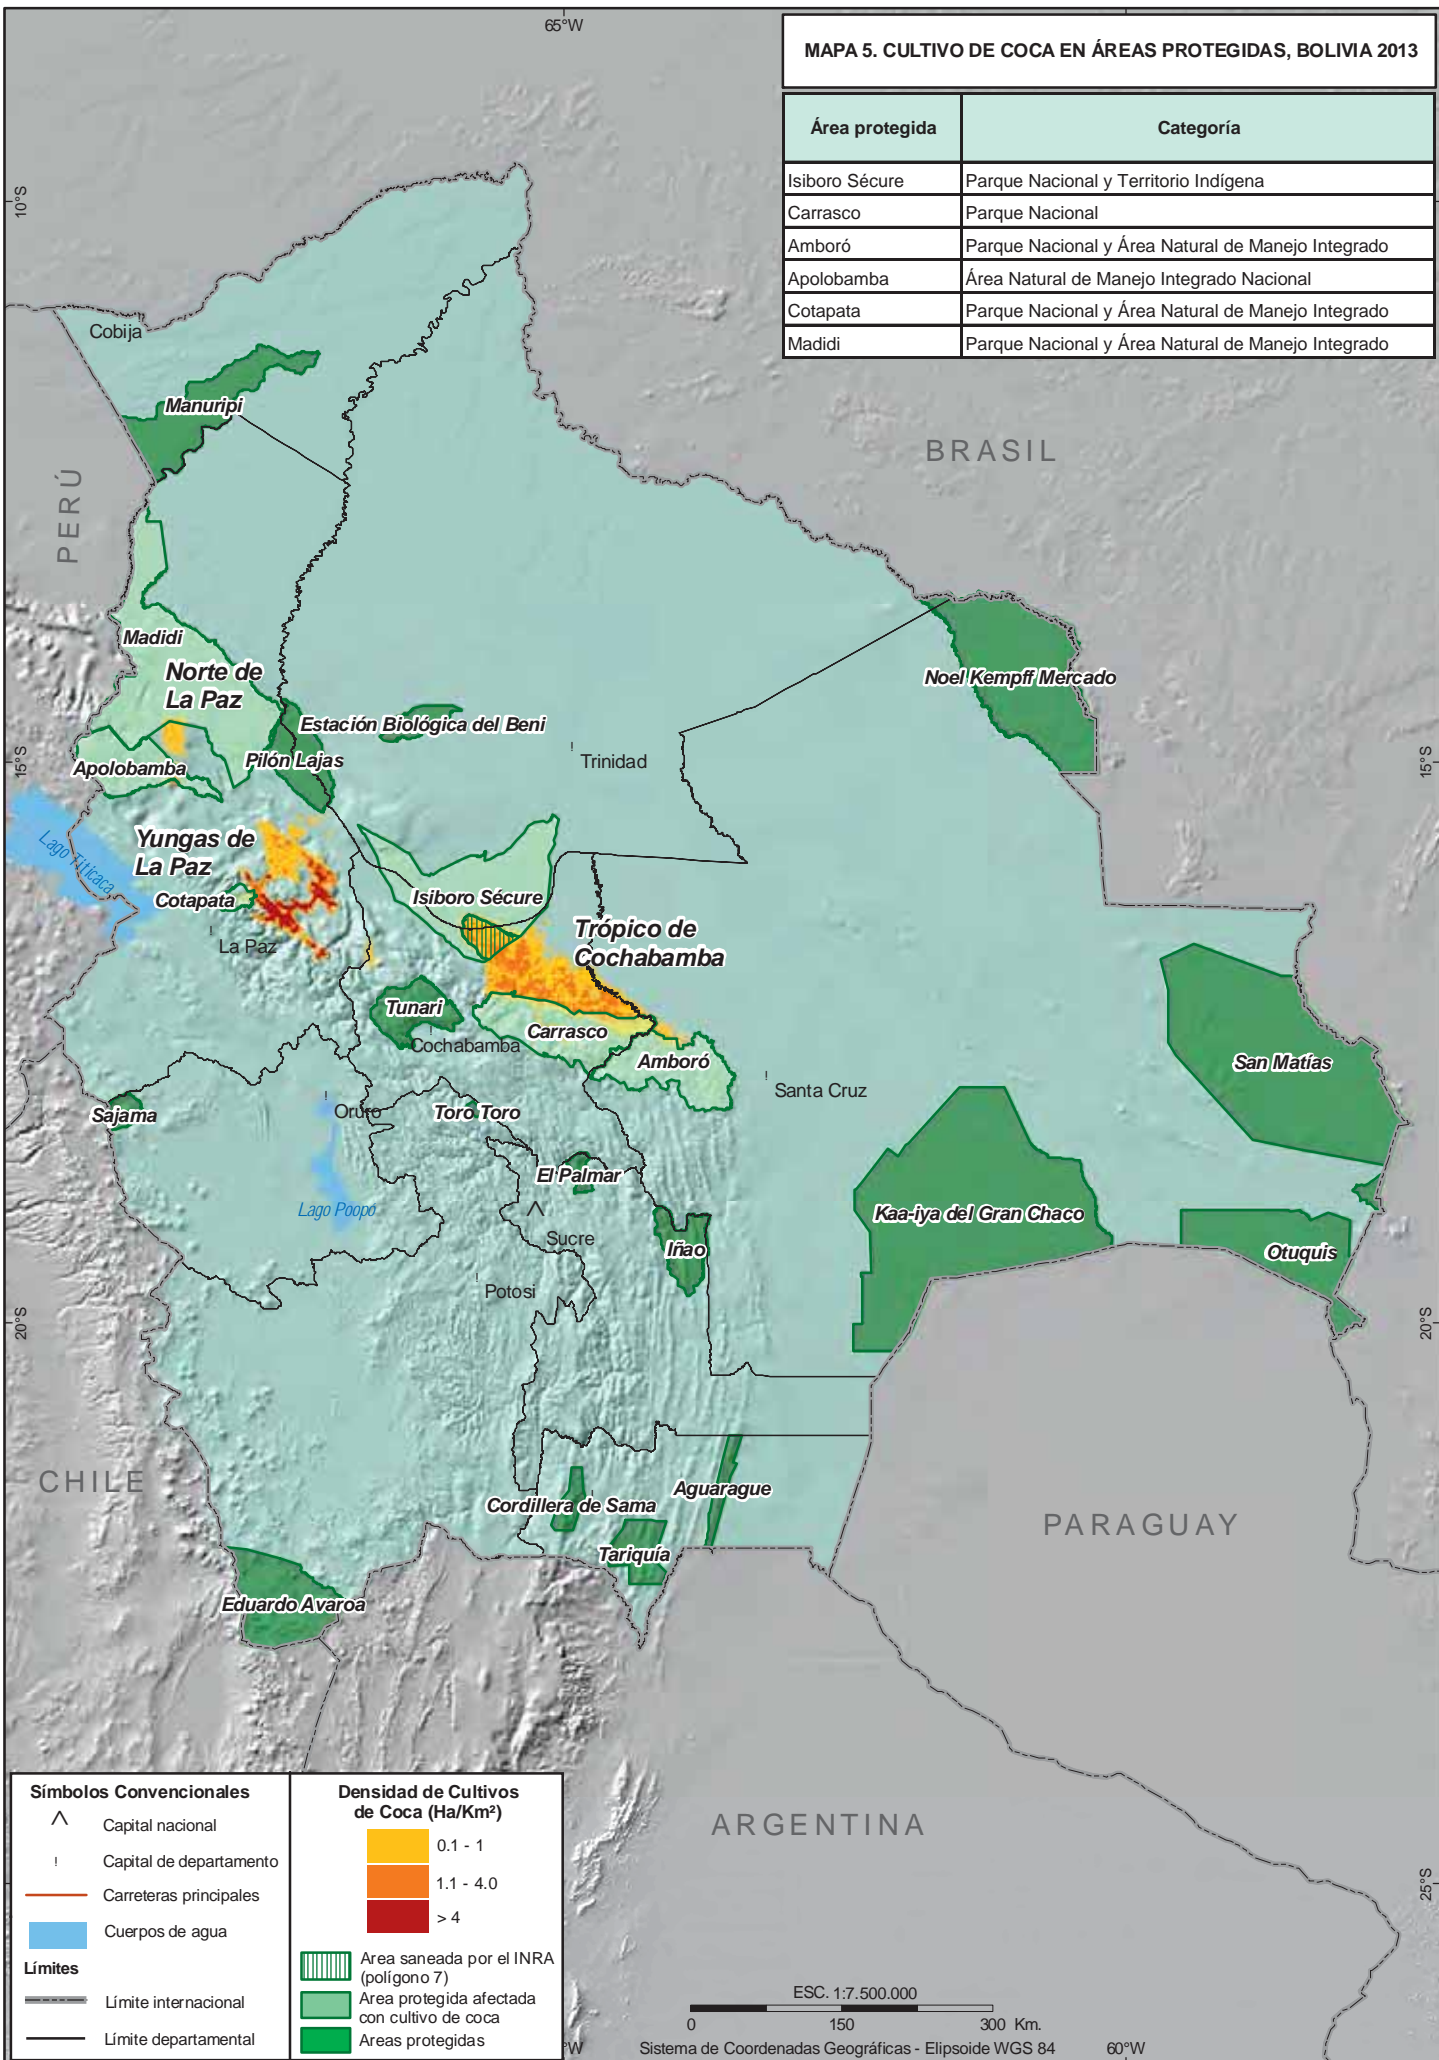 65°W
MAPA 5. CULTIVO DE COCA EN ÁREAS PROTEGIDAS, BOLIVIA 2013
Área protegida Categoría
Isiboro Sécure Parque Nacional y Territorio Indígena
Carrasco Parque Nacional
Amboró Parque Nacional y Área Natural de Manejo Integrado
Apolobamba Área Natural de Manejo Integrado Nacional
Cotapata Parque Nacional y Área Natural de Manejo Integrado
Madidi Parque Nacional y Área Natural de Manejo Integrado
10°S
Cobija
Manuripi
BRASIL
PERÚ
Madidi
Norte de
La Paz
Noel Kempff Mercado
Estación Biológica del Beni
Pilón Lajas
Apolobamba
Trinidad
15°S
15°S
Yungas de
La Paz
Lago Titicaca
Cotapata
Isiboro Sécure
La Paz
Trópico de
Cochabamba
Tunari
Carrasco
Cochabamba
Amboró
San Matías
Santa Cruz
Sajama
Oruro
Toro Toro
El Palmar
Lago Poopó
Sucre
Kaa-iya del Gran Chaco
Iñao
Otuquis
Potosi
20°S
20°S
CHILE
Cordillera de Sama
Aguarague
PARAGUAY
Tariquía
Eduardo Avaroa
ARGENTINA
25°S
Símbolos Convencionales
Capital nacional
Capital de departamento
Carreteras principales
Cuerpos de agua
Límites
Límite internacional
Límite departamental
Densidad de Cultivos
de Coca (Ha/Km²)
0.1 - 1
1.1 - 4.0
> 4
Area saneada por el INRA
(polígono 7)
Area protegida afectada
con cultivo de coca
Areas protegidas
ESC. 1:7.500.000
0 150 300 Km.
Sistema de Coordenadas Geográficas - Elipsoide WGS 84
°W
60°W